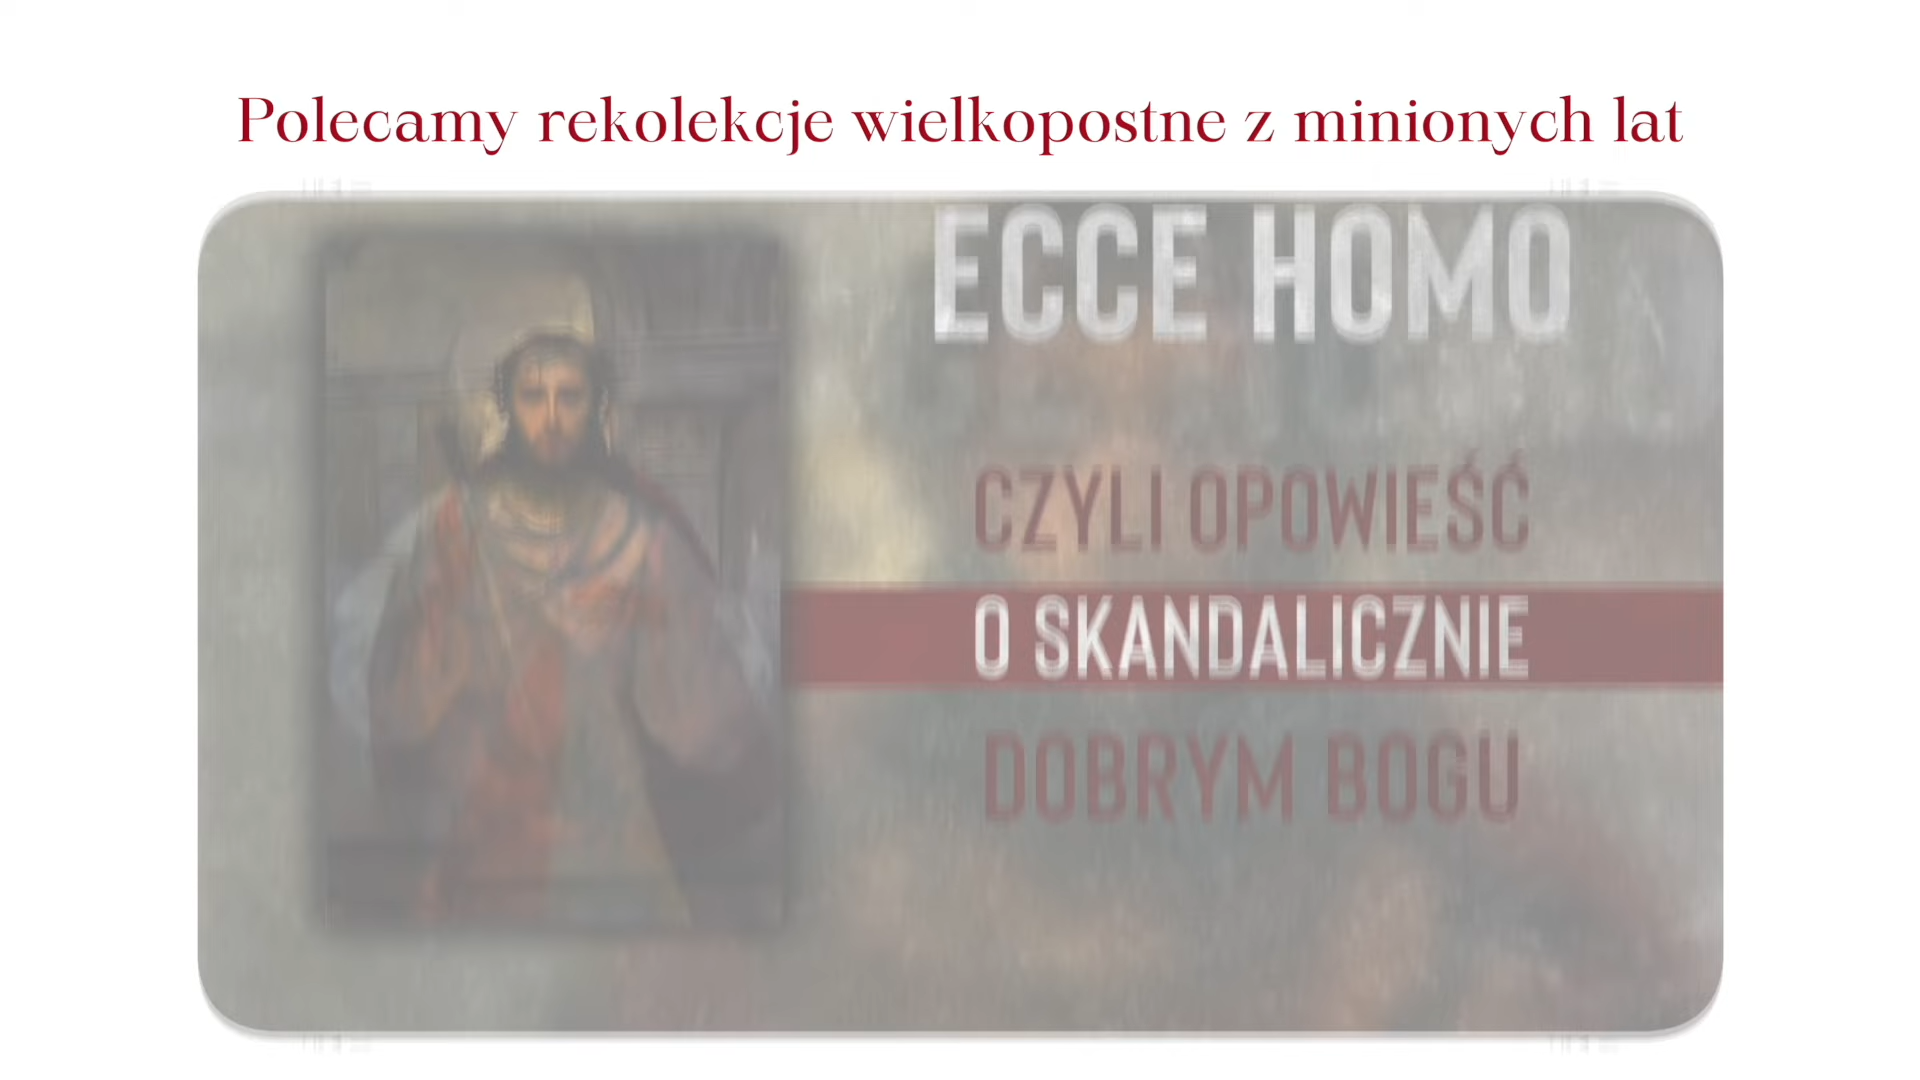 Polecamy rekolekcje wielkopostne z minionych lat
ECCE HOMO
CZYLI OPOWIEŚĆ
O SKANDALICZNIE
DOBRYM BOGU